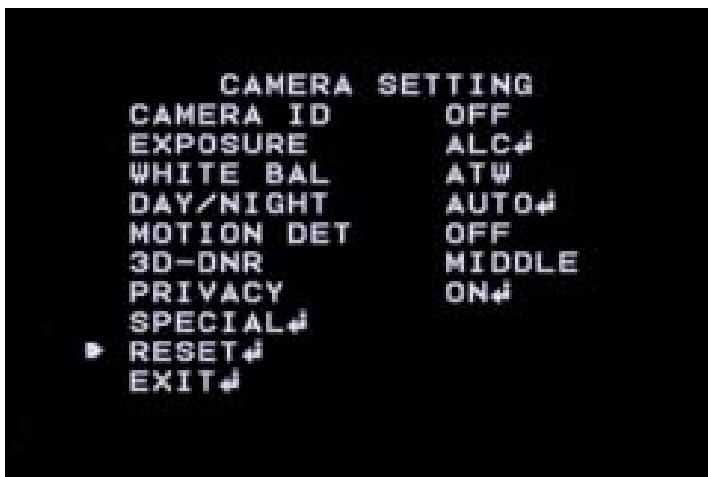 CAMERA SETTING
CAMERA ID OFF
EXPOSURE ALC↲
WHITE BAL ATW
DAY/NIGHT AUTO↲
MOTION DET OFF
3D-DNR MIDDLE
PRIVACY ON↲
SPECIAL↲
RESET↲
EXIT↲